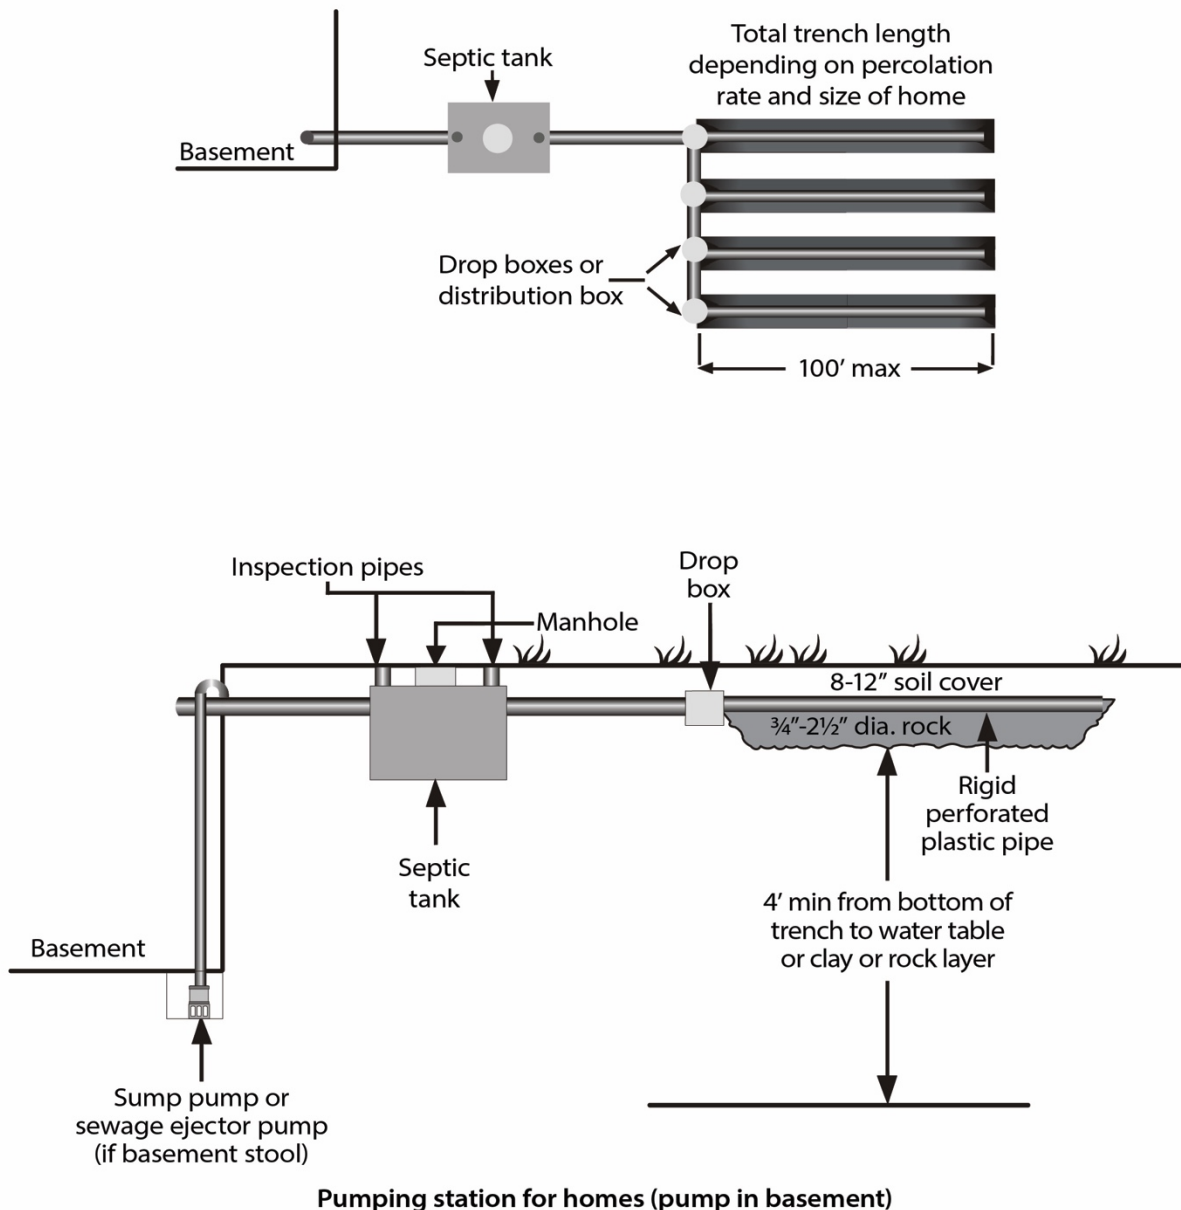 Septic tank
Total trench length
depending on percolation
rate and size of home
Basement
Drop boxes or
distribution box
100’ max
Inspection pipes
Drop
box
Manhole
8-12” soil cover
¾”-2½” dia. rock
Rigid
perforated
plastic pipe
Septic
tank
4’ min from bottom of
trench to water table
or clay or rock layer
Basement
Sump pump or
sewage ejector pump
(if basement stool)
Pumping station for homes (pump in basement)